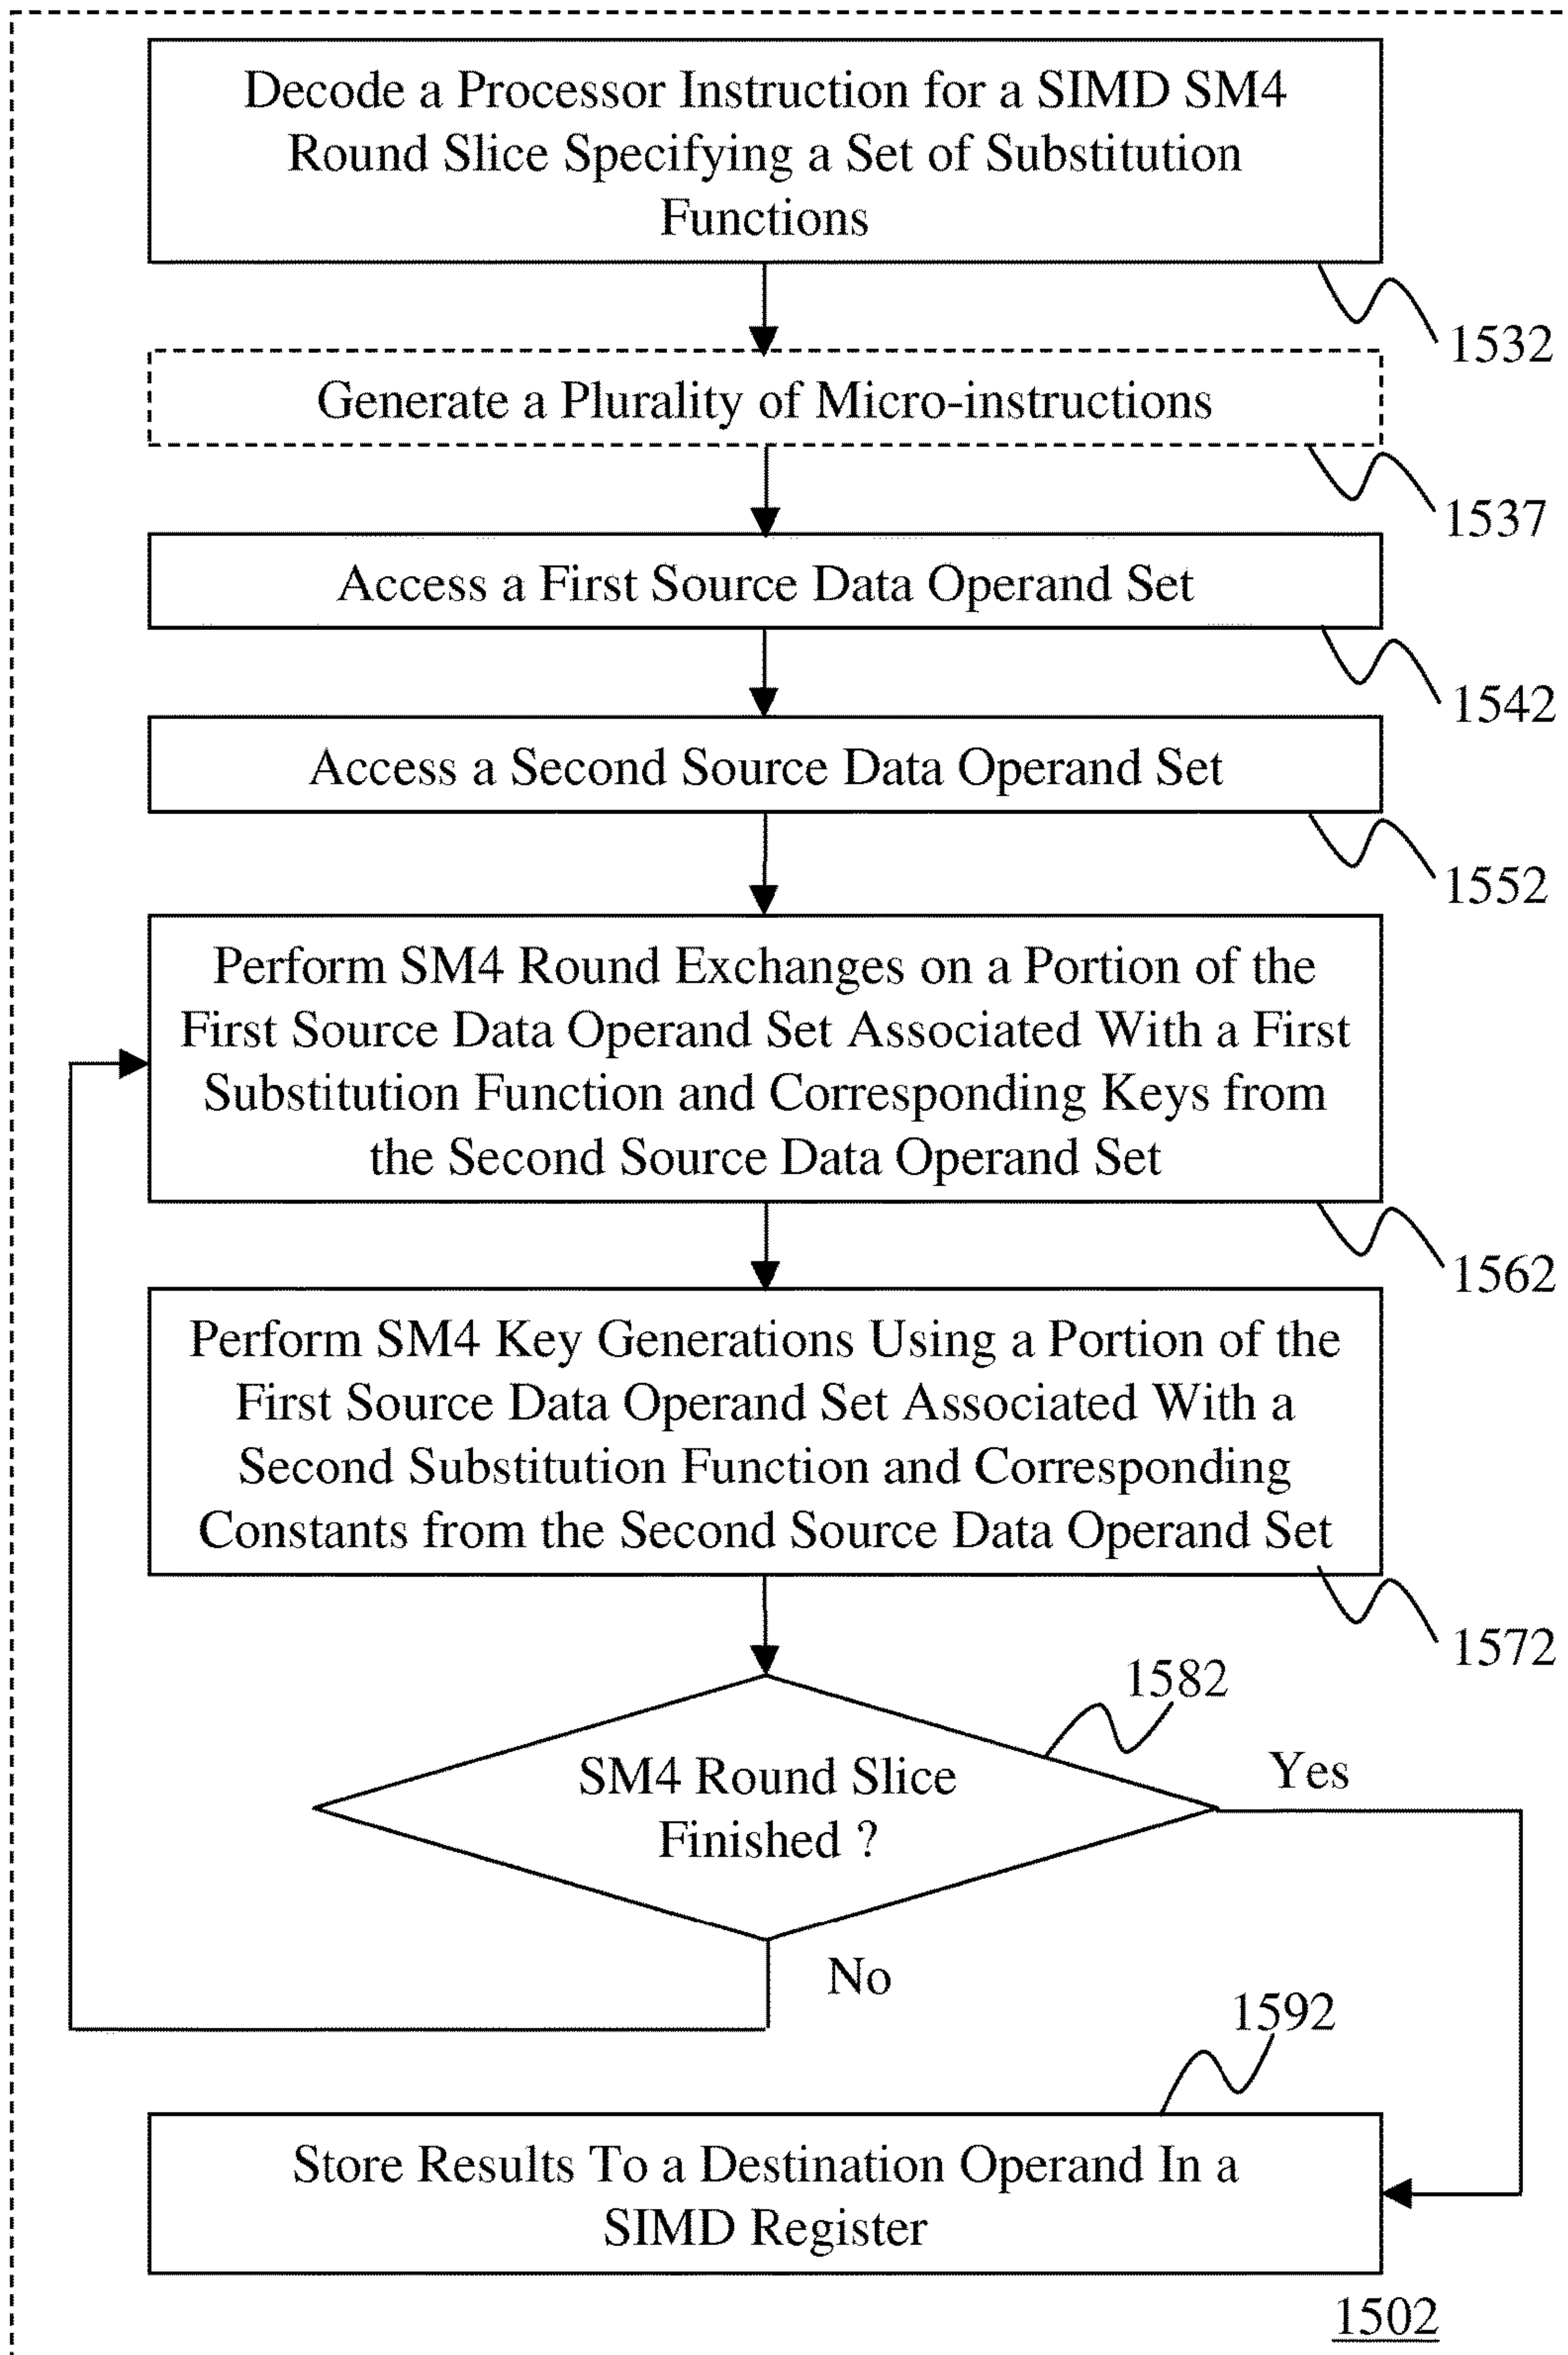 Decode a Processor Instruction for a SIMD SM4
Round Slice Specifying a Set of Substitution
Functions
1532
Generate a Plurality of Micro-instructions
1537
Access a First Source Data Operand Set
1542
Access a Second Source Data Operand Set
1552
Perform SM4 Round Exchanges on a Portion of the
First Source Data Operand Set Associated With a First
Substitution Function and Corresponding Keys from
the Second Source Data Operand Set
1562
Perform SM4 Key Generations Using a Portion of the
First Source Data Operand Set Associated With a
Second Substitution Function and Corresponding
Constants from the Second Source Data Operand Set
1572
1582
SM4 Round Slice
Finished ?
Yes
No
1592
Store Results To a Destination Operand In a
SIMD Register
1502